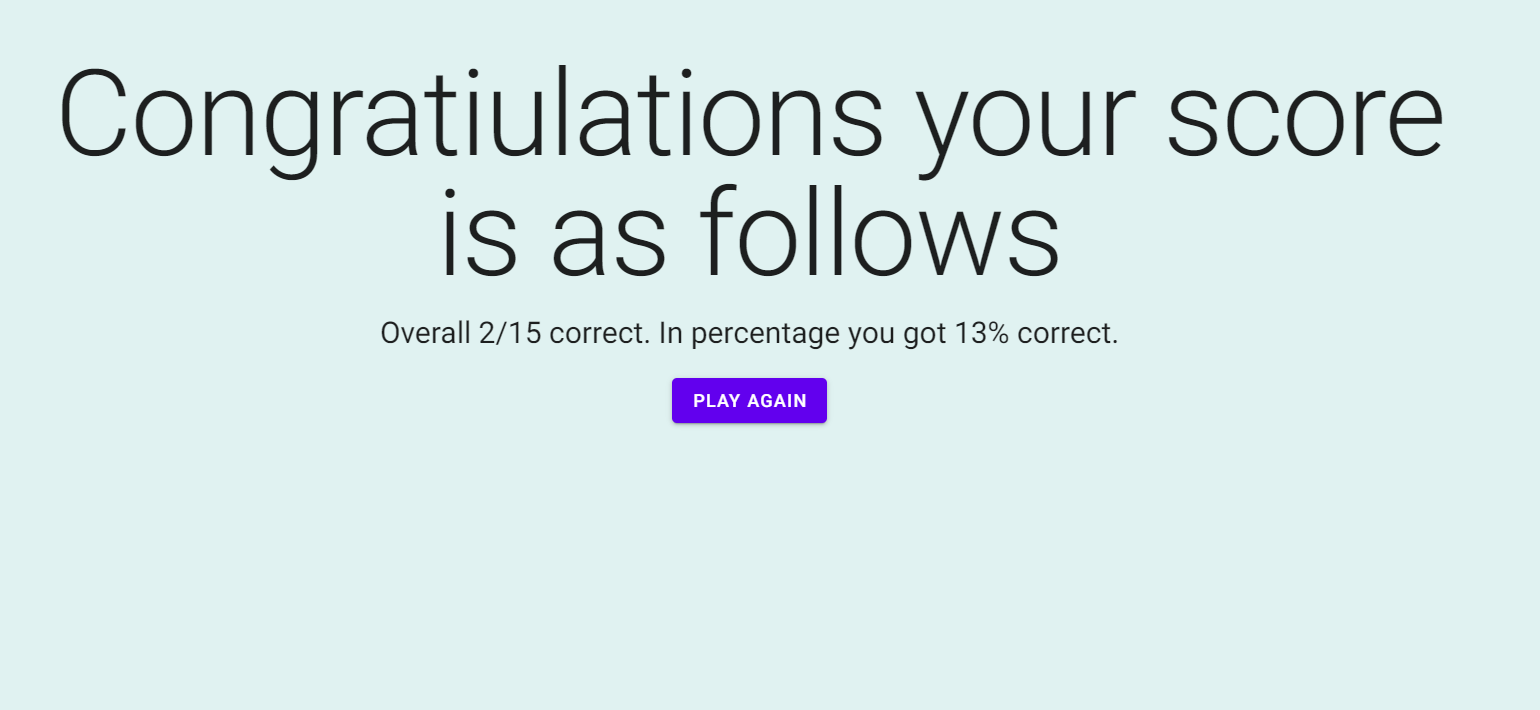 Congratiulations your score
is as follows
Overall 2/15 correct. In percentage you got 13% correct.
PLAY AGAIN